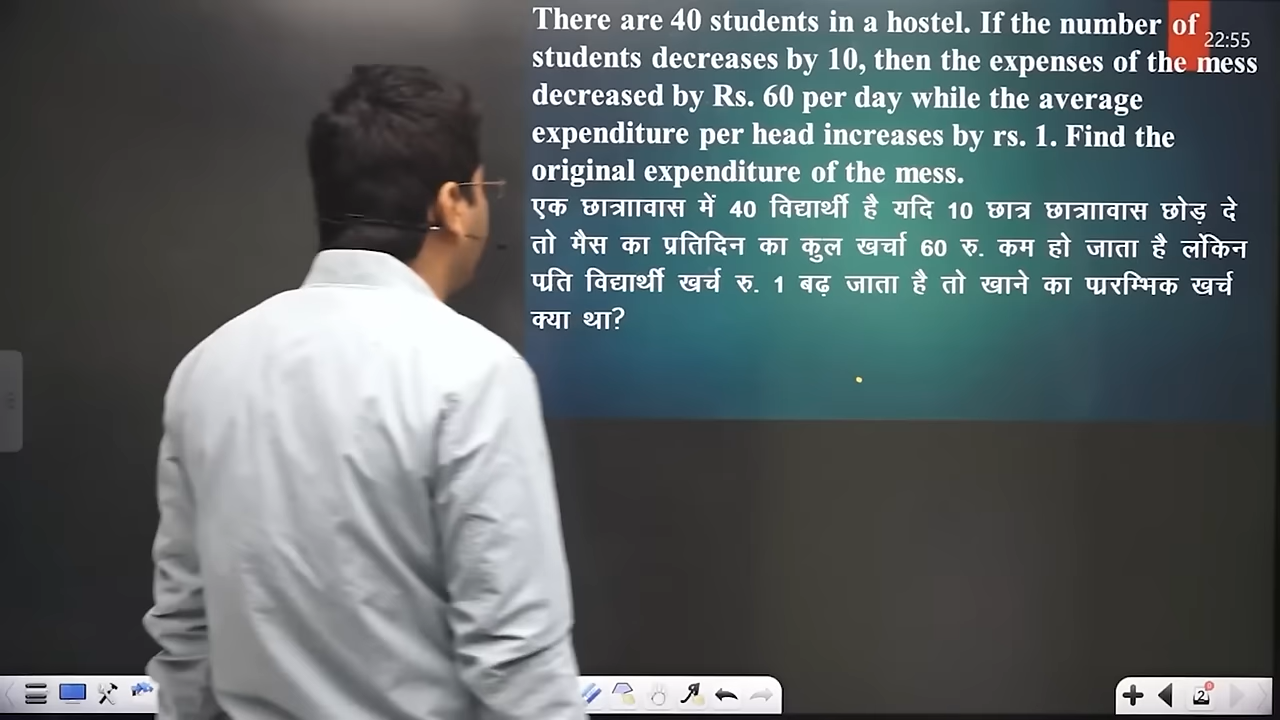 There are 40 students in a hostel. If the number of
22:55
students decreases by 10, then the expenses of the mess
decreased by Rs. 60 per day while the average
expenditure per head increases by rs. 1. Find the
original expenditure of the mess.
एक छात्राावास में 40 विद्यार्थी है यदि 10 छात्र छात्राावास छोड़ दे
तो मैस का प्रतिदिन का कुल खर्चा 60 रु. कम हो जाता है लेकिन
प्रति विद्यार्थी खर्च रु. 1 बढ़ जाता है तो खाने का प्रारम्भिक खर्च
क्या था?
2